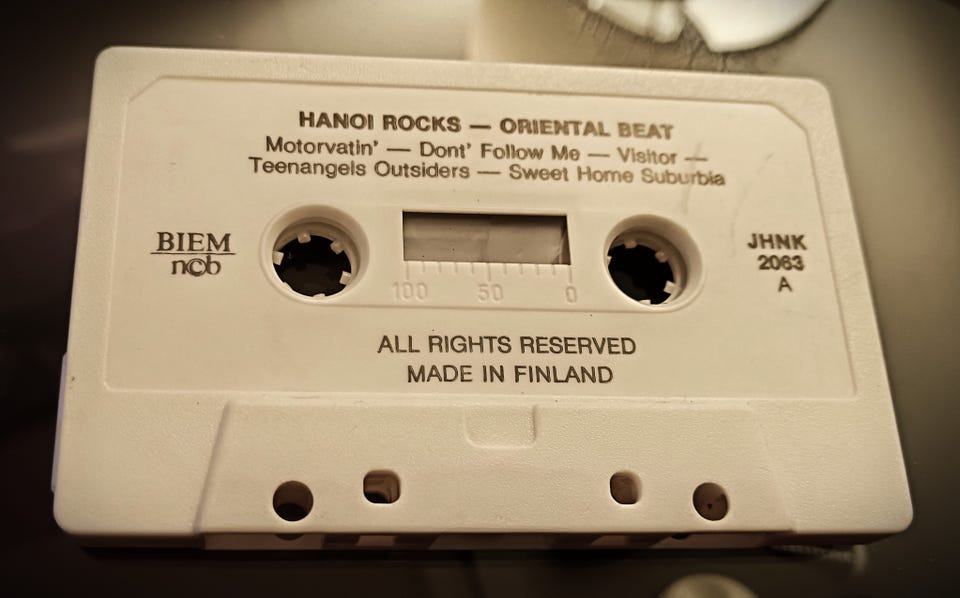 HANOI ROCKS — ORIENTAL BEAT
Motorvatin' — Dont' Follow Me — Visitor —
Teenangels Outsiders — Sweet Home Suburbia
BIEM
ncb
JHNK
2063
A
100 50 0
ALL RIGHTS RESERVED
MADE IN FINLAND